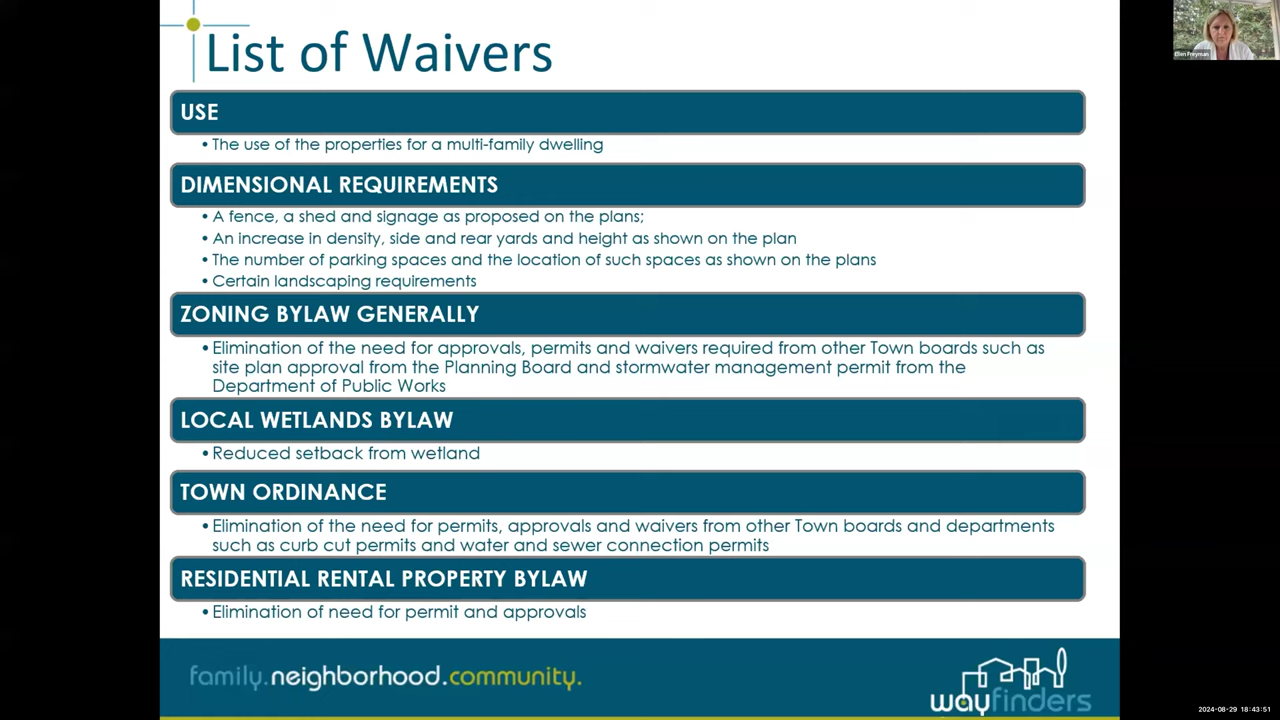 List of Waivers
Ellen Freyman
USE
• The use of the properties for a multi-family dwelling
DIMENSIONAL REQUIREMENTS
• A fence, a shed and signage as proposed on the plans;
• An increase in density, side and rear yards and height as shown on the plan
• The number of parking spaces and the location of such spaces as shown on the plans
• Certain landscaping requirements
ZONING BYLAW GENERALLY
• Elimination of the need for approvals, permits and waivers required from other Town boards such as
site plan approval from the Planning Board and stormwater management permit from the
Department of Public Works
LOCAL WETLANDS BYLAW
• Reduced setback from wetland
TOWN ORDINANCE
• Elimination of the need for permits, approvals and waivers from other Town boards and departments
such as curb cut permits and water and sewer connection permits
RESIDENTIAL RENTAL PROPERTY BYLAW
• Elimination of need for permit and approvals
family.neighborhood.community.
wayfinders
2024-08-29 18:43:51